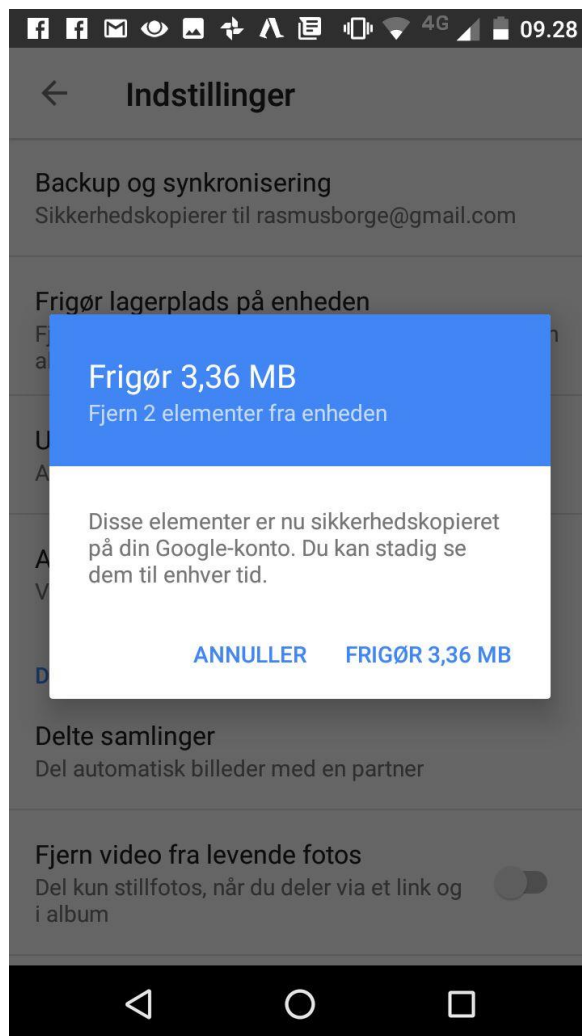 4G 09.28
Indstillinger
Backup og synkronisering
Sikkerhedskopierer til rasmusborge@gmail.com
Frigør lagerplads på enheden
Frigør 3,36 MB
Fjern 2 elementer fra enheden
Disse elementer er nu sikkerhedskopieret
på din Google-konto. Du kan stadig se
dem til enhver tid.
ANNULLER FRIGØR 3,36 MB
Delte samlinger
Del automatisk billeder med en partner
Fjern video fra levende fotos
Del kun stillfotos, når du deler via et link og
i album